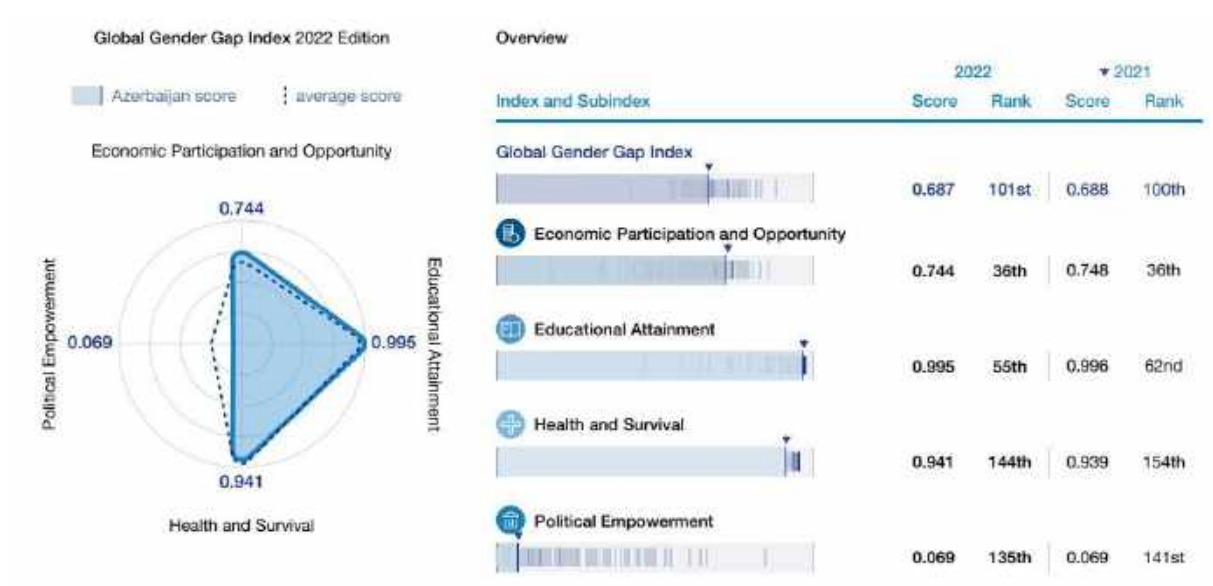 Global Gender Gap Index 2022 Edition
Azerbaijan score
average score
Economic Participation and Opportunity
0.744
Political Empowerment
0.069
0.995
Educational Attainment
0.941
Health and Survival
Overview
2022
2021
Index and Subindex
Score Rank Score Rank
Global Gender Gap Index
0.687 101st 0.688 100th
Economic Participation and Opportunity
0.744 36th 0.748 36th
Educational Attainment
0.995 55th 0.996 62nd
Health and Survival
0.941 144th 0.939 154th
Political Empowerment
0.069 135th 0.069 141st